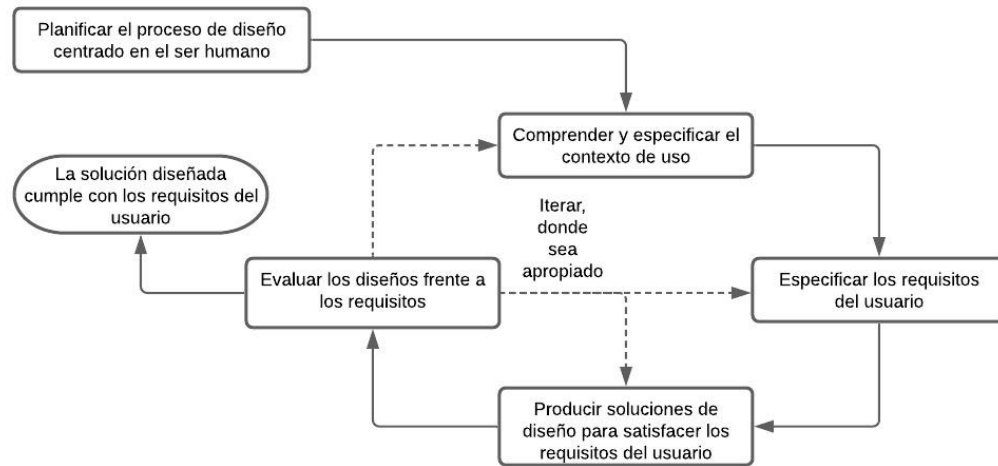 Planificar el proceso de diseño
centrado en el ser humano
Comprender y especificar el
contexto de uso
La solución diseñada
cumple con los requisitos del
usuario
Iterar,
donde
sea
apropiado
Evaluar los diseños frente a
los requisitos
Especificar los requisitos
del usuario
Producir soluciones de
diseño para satisfacer los
requisitos del usuario